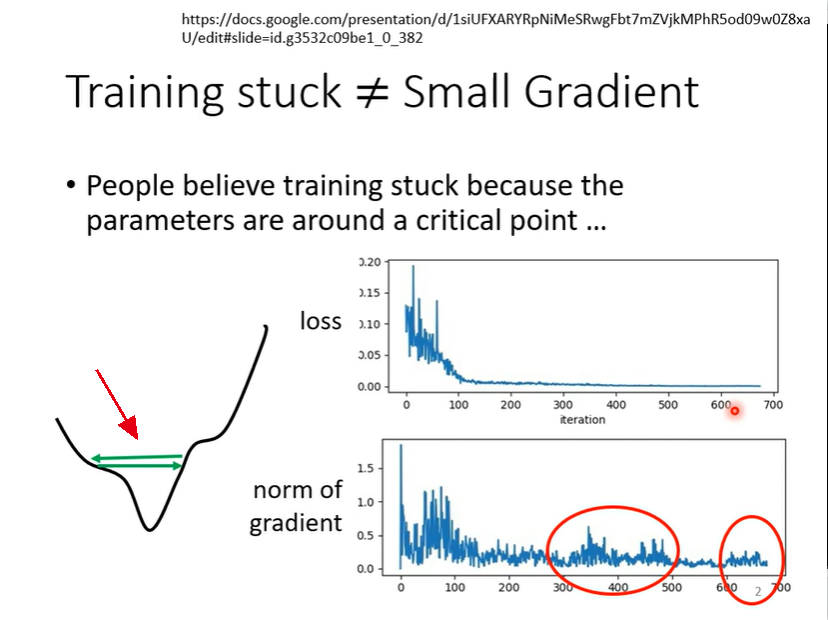 https://docs.google.com/presentation/d/1siUFXARYRpNiMeSRwgFbt7mZVjkMPhR5od09w0Z8xa
U/edit#slide=id.g3532c09be1_0_382
Training stuck ≠ Small Gradient
• People believe training stuck because the
parameters are around a critical point ...
loss
0.20
0.15
0.10
0.05
0.00
0 100 200 300 400 500 600 700
iteration
norm of
gradient
1.5
1.0
0.5
0.0
0 100 200 300 400 500 600 700
2